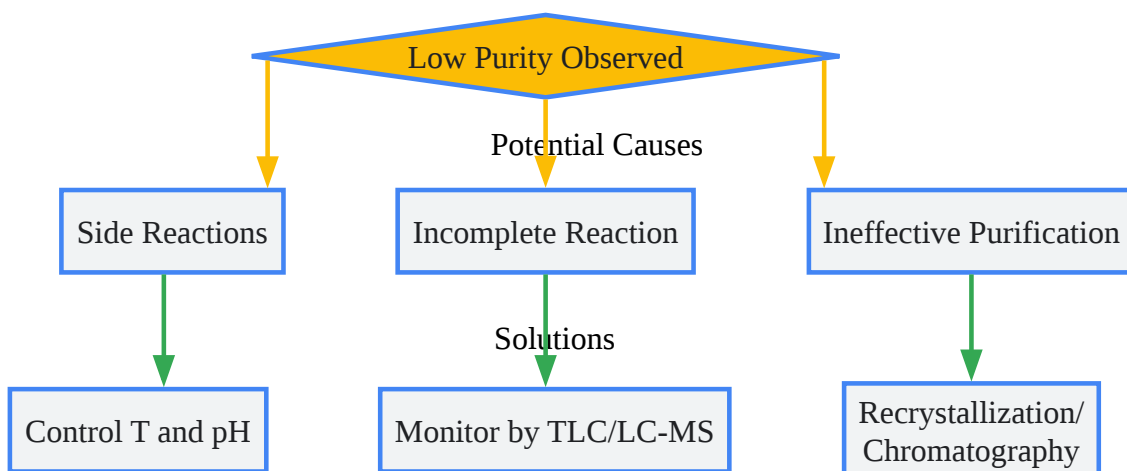 Low Purity Observed
Potential Causes
Side Reactions
Incomplete Reaction
Ineffective Purification
Solutions
Control T and pH
Monitor by TLC/LC-MS
Recrystallization/
Chromatography